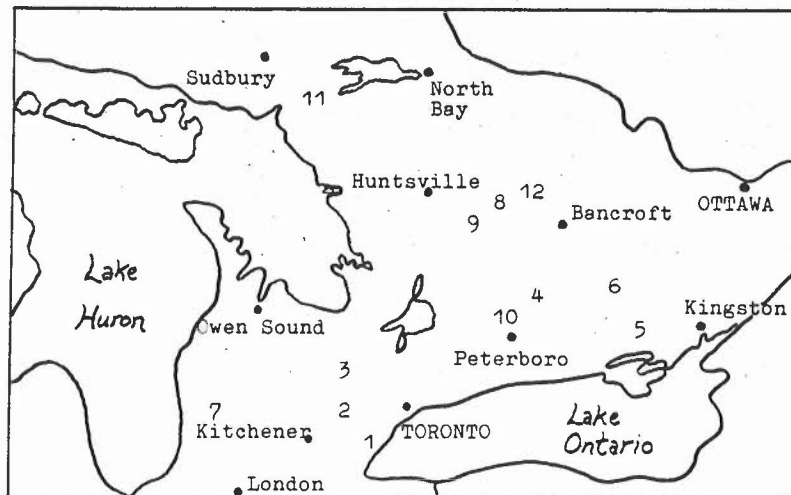 Sudbury
11
North
Bay
Huntsville
8
12
9
Bancroft
OTTAWA
Lake
Huron
Owen Sound
4
6
10
5
Kingston
Peterboro
3
7
2
Kitchener
TORONTO
1
Lake
Ontario
London